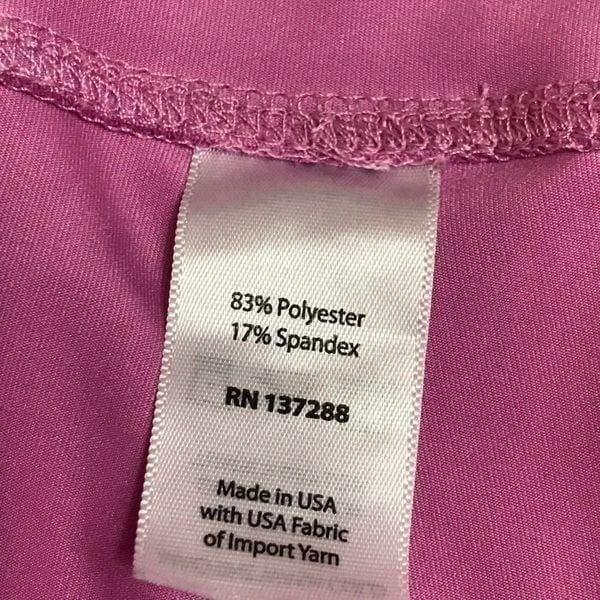 83% Polyester
17% Spandex
RN 137288
Made in USA
with USA Fabric
of Import Yarn